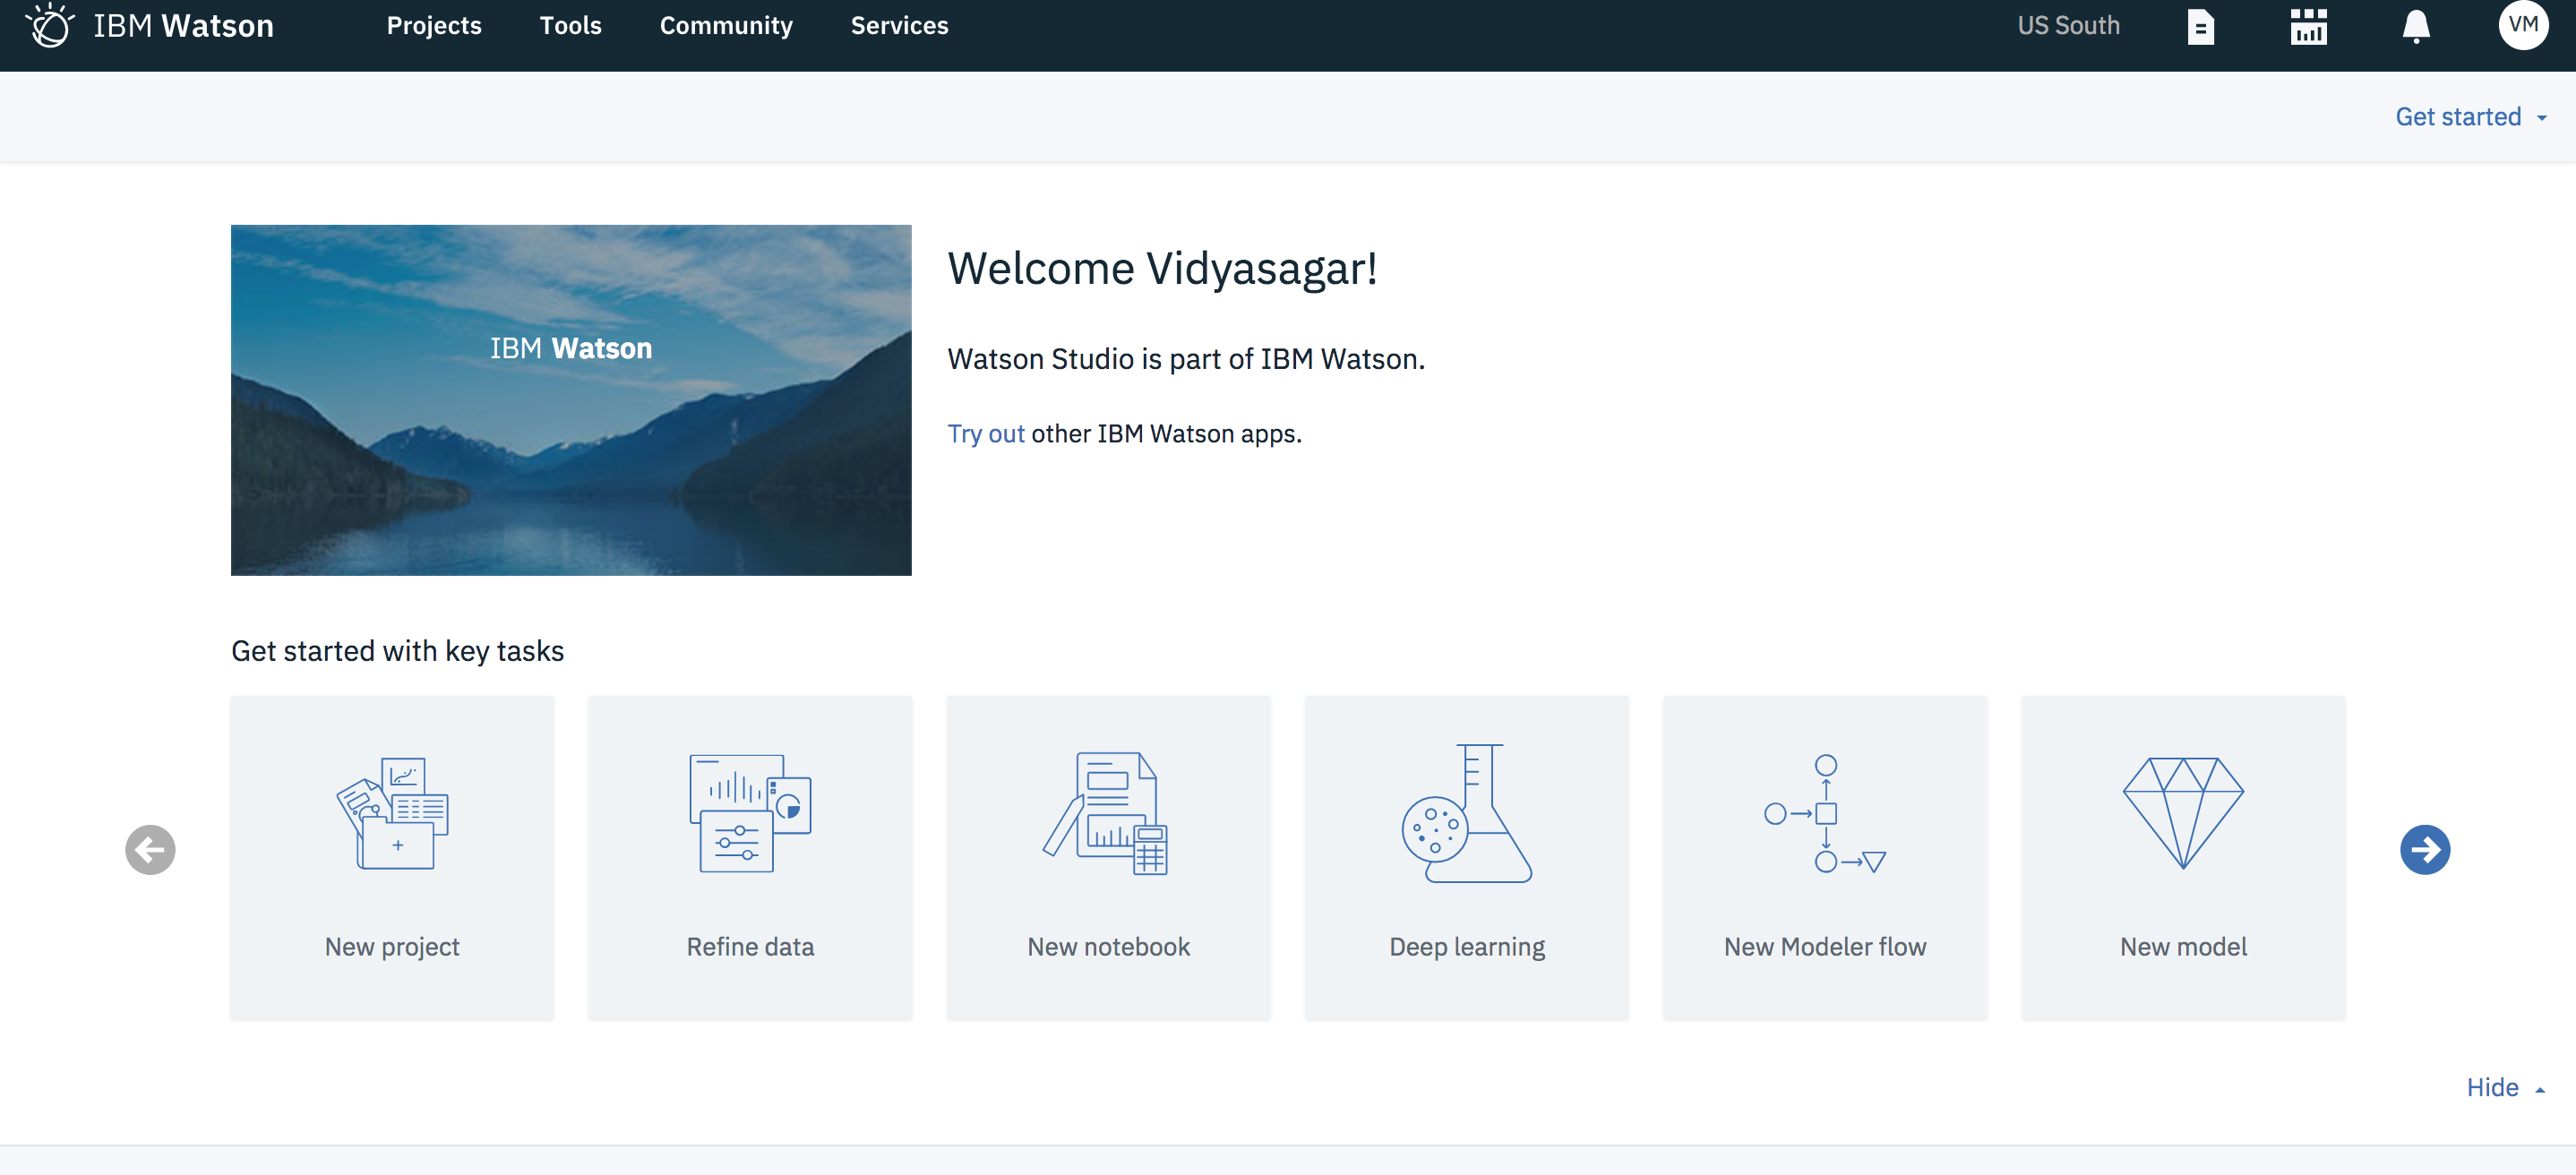 IBM Watson
Projects
Tools
Community
Services
US South
VM
Get started
IBM Watson
Welcome Vidyasagar!
Watson Studio is part of IBM Watson.
Try out other IBM Watson apps.
Get started with key tasks
New project
Refine data
New notebook
Deep learning
New Modeler flow
New model
Hide